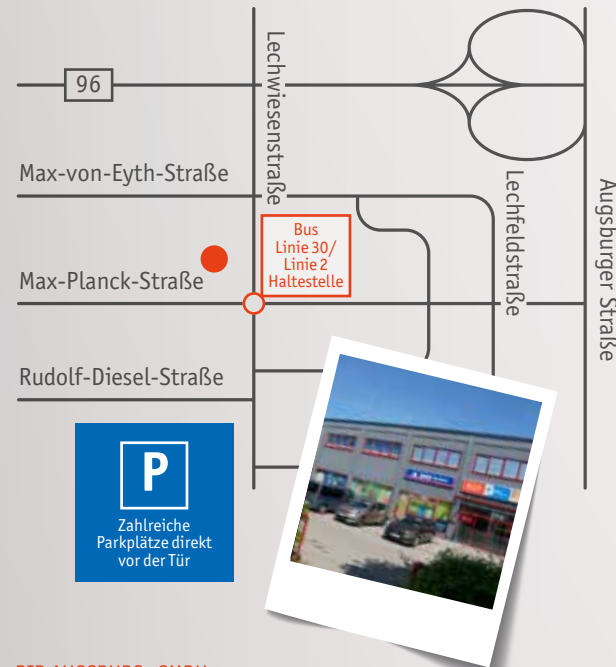 96
Lechwiesenstraße
Max-von-Eyth-Straße
Lechfeldstraße
Augsburger Straße
Bus
Linie 30/
Linie 2
Haltestelle
Max-Planck-Straße
Rudolf-Diesel-Straße
P
Zahlreiche
Parkplätze direkt
vor der Tür